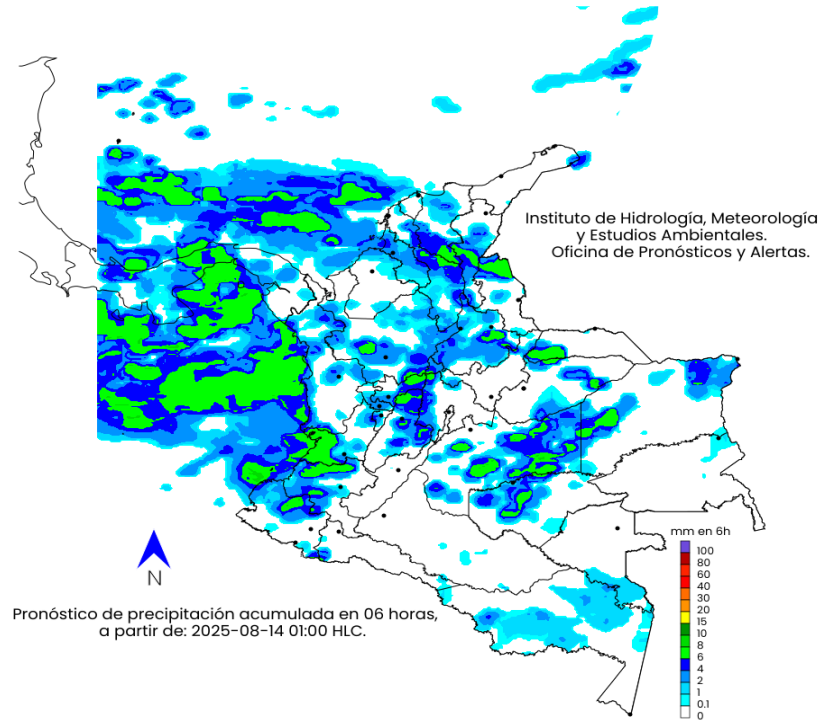 Instituto de Hidrología, Meteorología
y Estudios Ambientales.
Oficina de Pronósticos y Alertas.
mm en 6h
100
80
60
40
30
20
15
10
8
6
4
2
1
0.1
0
N
Pronóstico de precipitación acumulada en 06 horas,
a partir de: 2025-08-14 01:00 HLC.